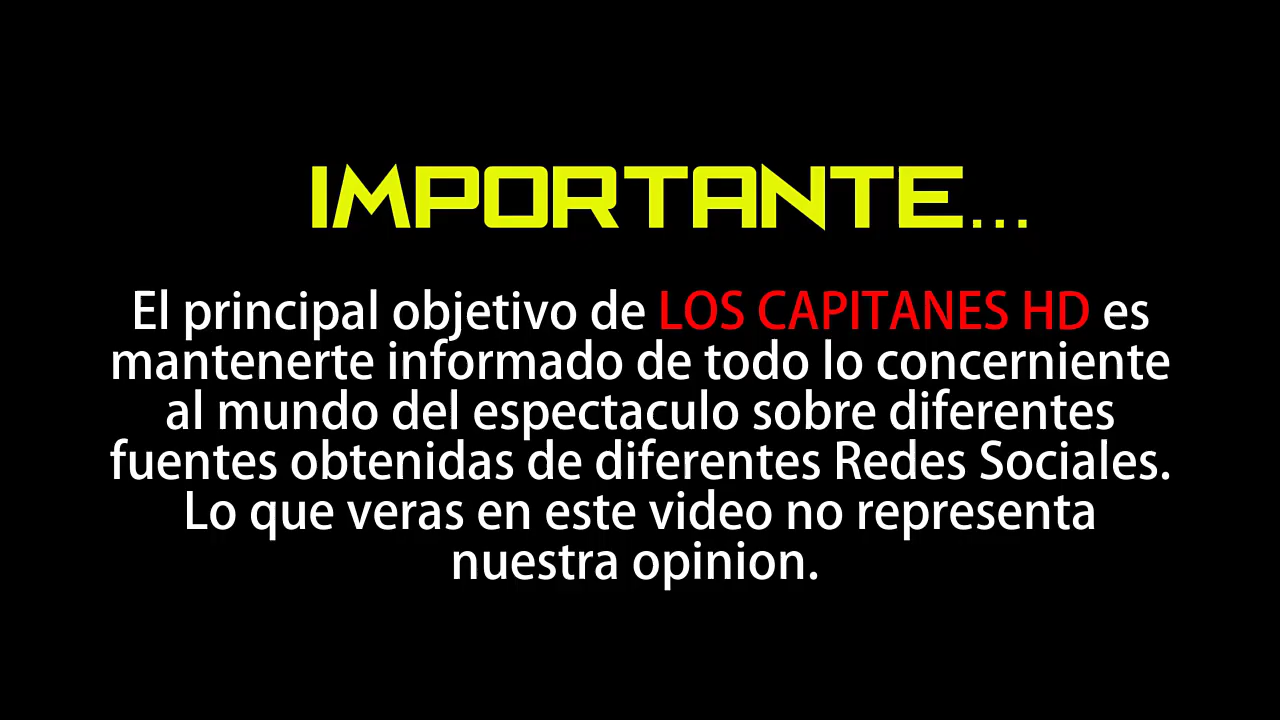 IMPORTANTE...
El principal objetivo de LOS CAPITANES HD es
mantenerte informado de todo lo concerniente
al mundo del espectaculo sobre diferentes
fuentes obtenidas de diferentes Redes Sociales.
Lo que veras en este video no representa
nuestra opinion.